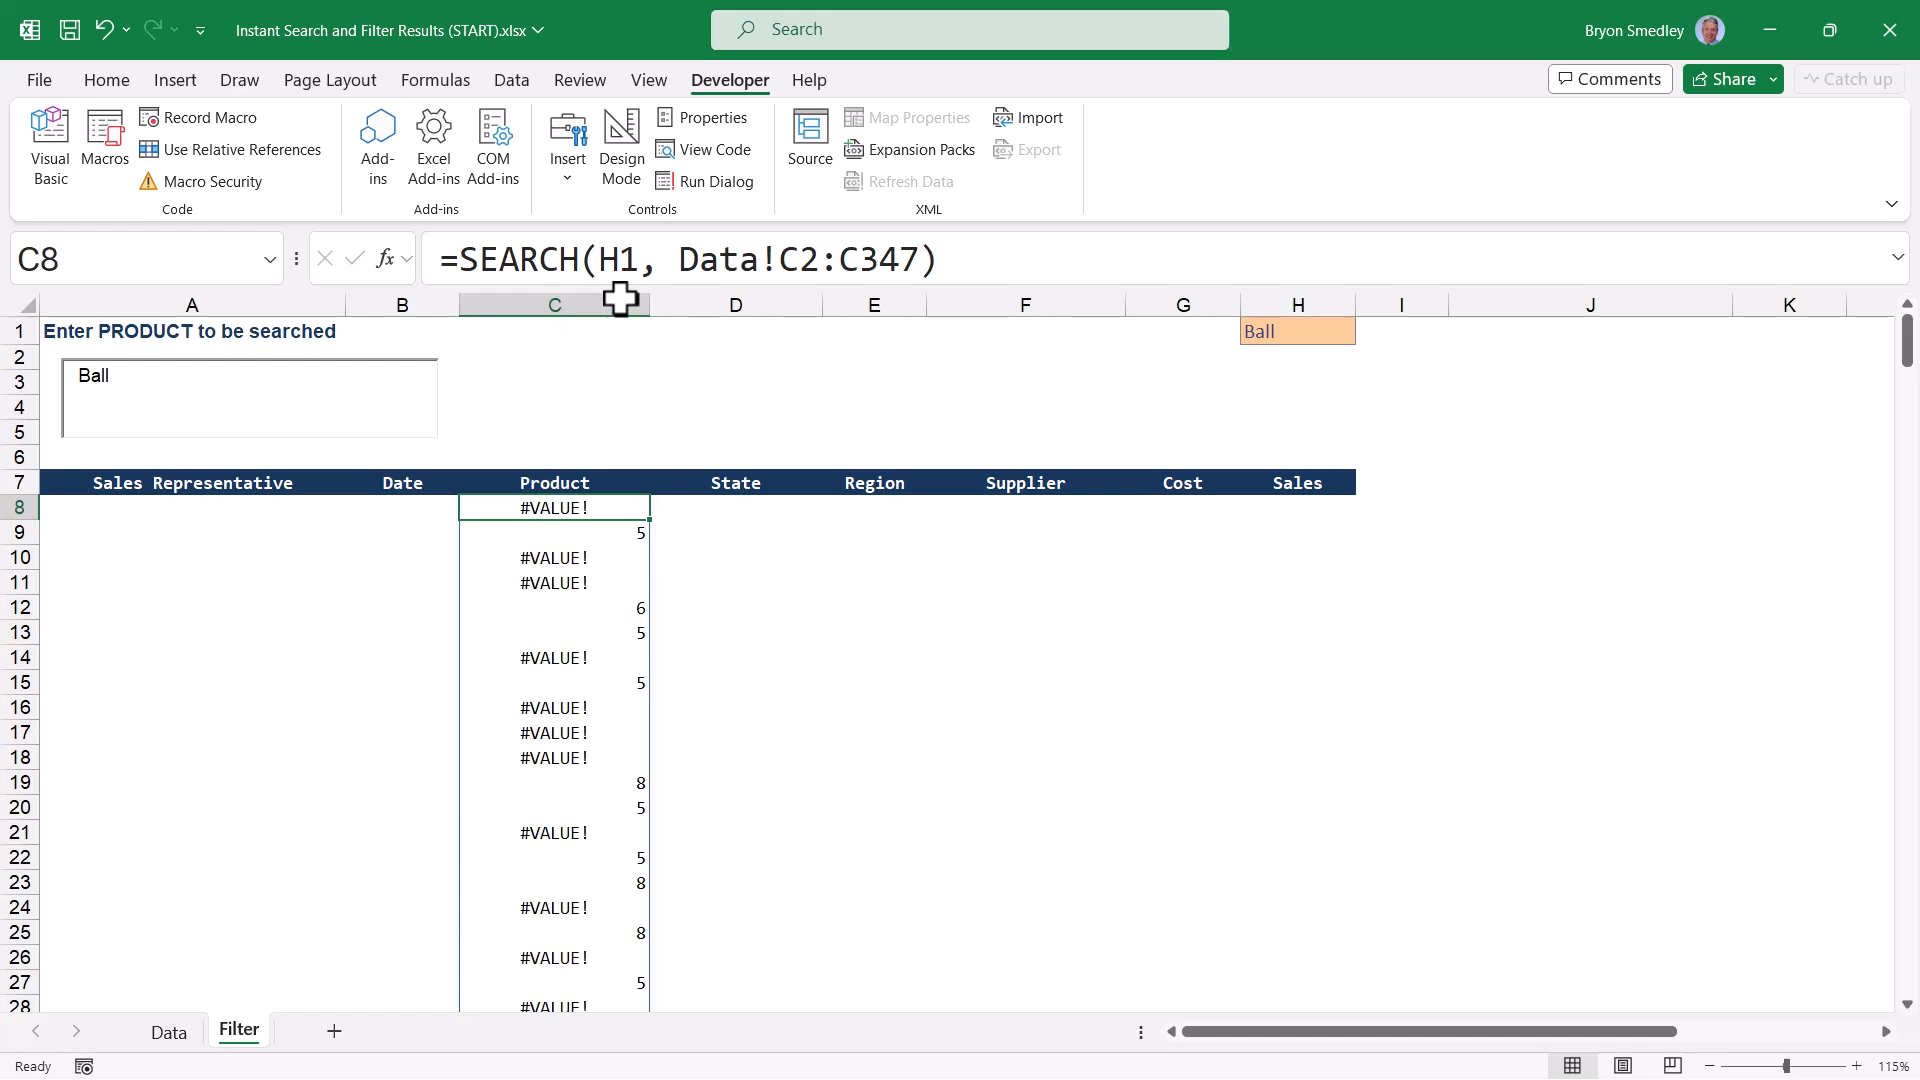 Instant Search and Filter Results (START).xlsx
Search
Bryon Smedley
File Home Insert Draw Page Layout Formulas Data Review View Developer Help
Comments Share Catch up
Visual Basic
Macros
Record Macro
Use Relative References
Macro Security
Code
Add-ins
Excel Add-ins
COM Add-ins
Add-ins
Insert
Design Mode
Properties
View Code
Run Dialog
Controls
Source
Map Properties
Expansion Packs
Refresh Data
Import
Export
XML
C8 fx =SEARCH(H1, Data!C2:C347)
A B C D E F G H I J K
1 Enter PRODUCT to be searched Ball
2
3 Ball
4
5
6
7 Sales Representative Date Product State Region Supplier Cost Sales
8 #VALUE!
9 5
10 #VALUE!
11 #VALUE!
12 6
13 5
14 #VALUE!
15 5
16 #VALUE!
17 #VALUE!
18 #VALUE!
19 8
20 5
21 #VALUE!
22 5
23 8
24 #VALUE!
25 8
26 #VALUE!
27 5
28 #VALUE!
Data Filter
Ready 115%